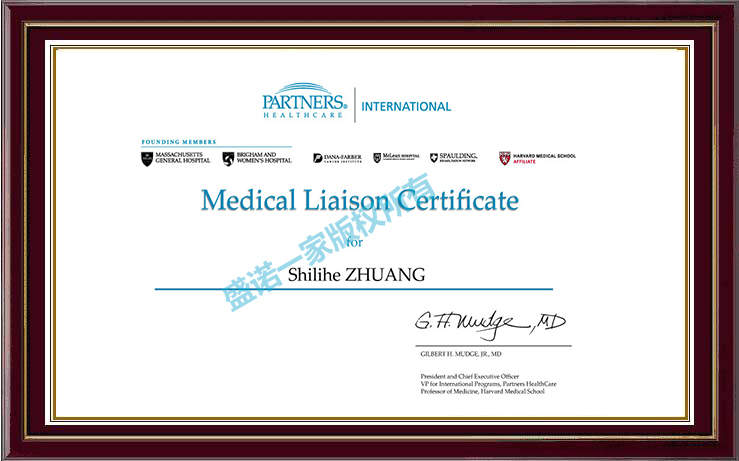 PARTNERS®
HEALTHCARE
INTERNATIONAL
FOUNDING MEMBERS
MASSACHUSETTS
GENERAL HOSPITAL
BRIGHAM AND
WOMEN'S HOSPITAL
DANA-FARBER
CANCER INSTITUTE
MCLEAN HOSPITAL
SPAULDING
REHABILITATION NETWORK
HARVARD MEDICAL SCHOOL
AFFILIATE
Medical Liaison Certificate
for
Shilihe ZHUANG
盛诺一家版权所有
G. H. Mudge, MD
GILBERT H. MUDGE, JR., MD
President and Chief Executive Officer
VP for International Programs, Partners HealthCare
Professor of Medicine, Harvard Medical School